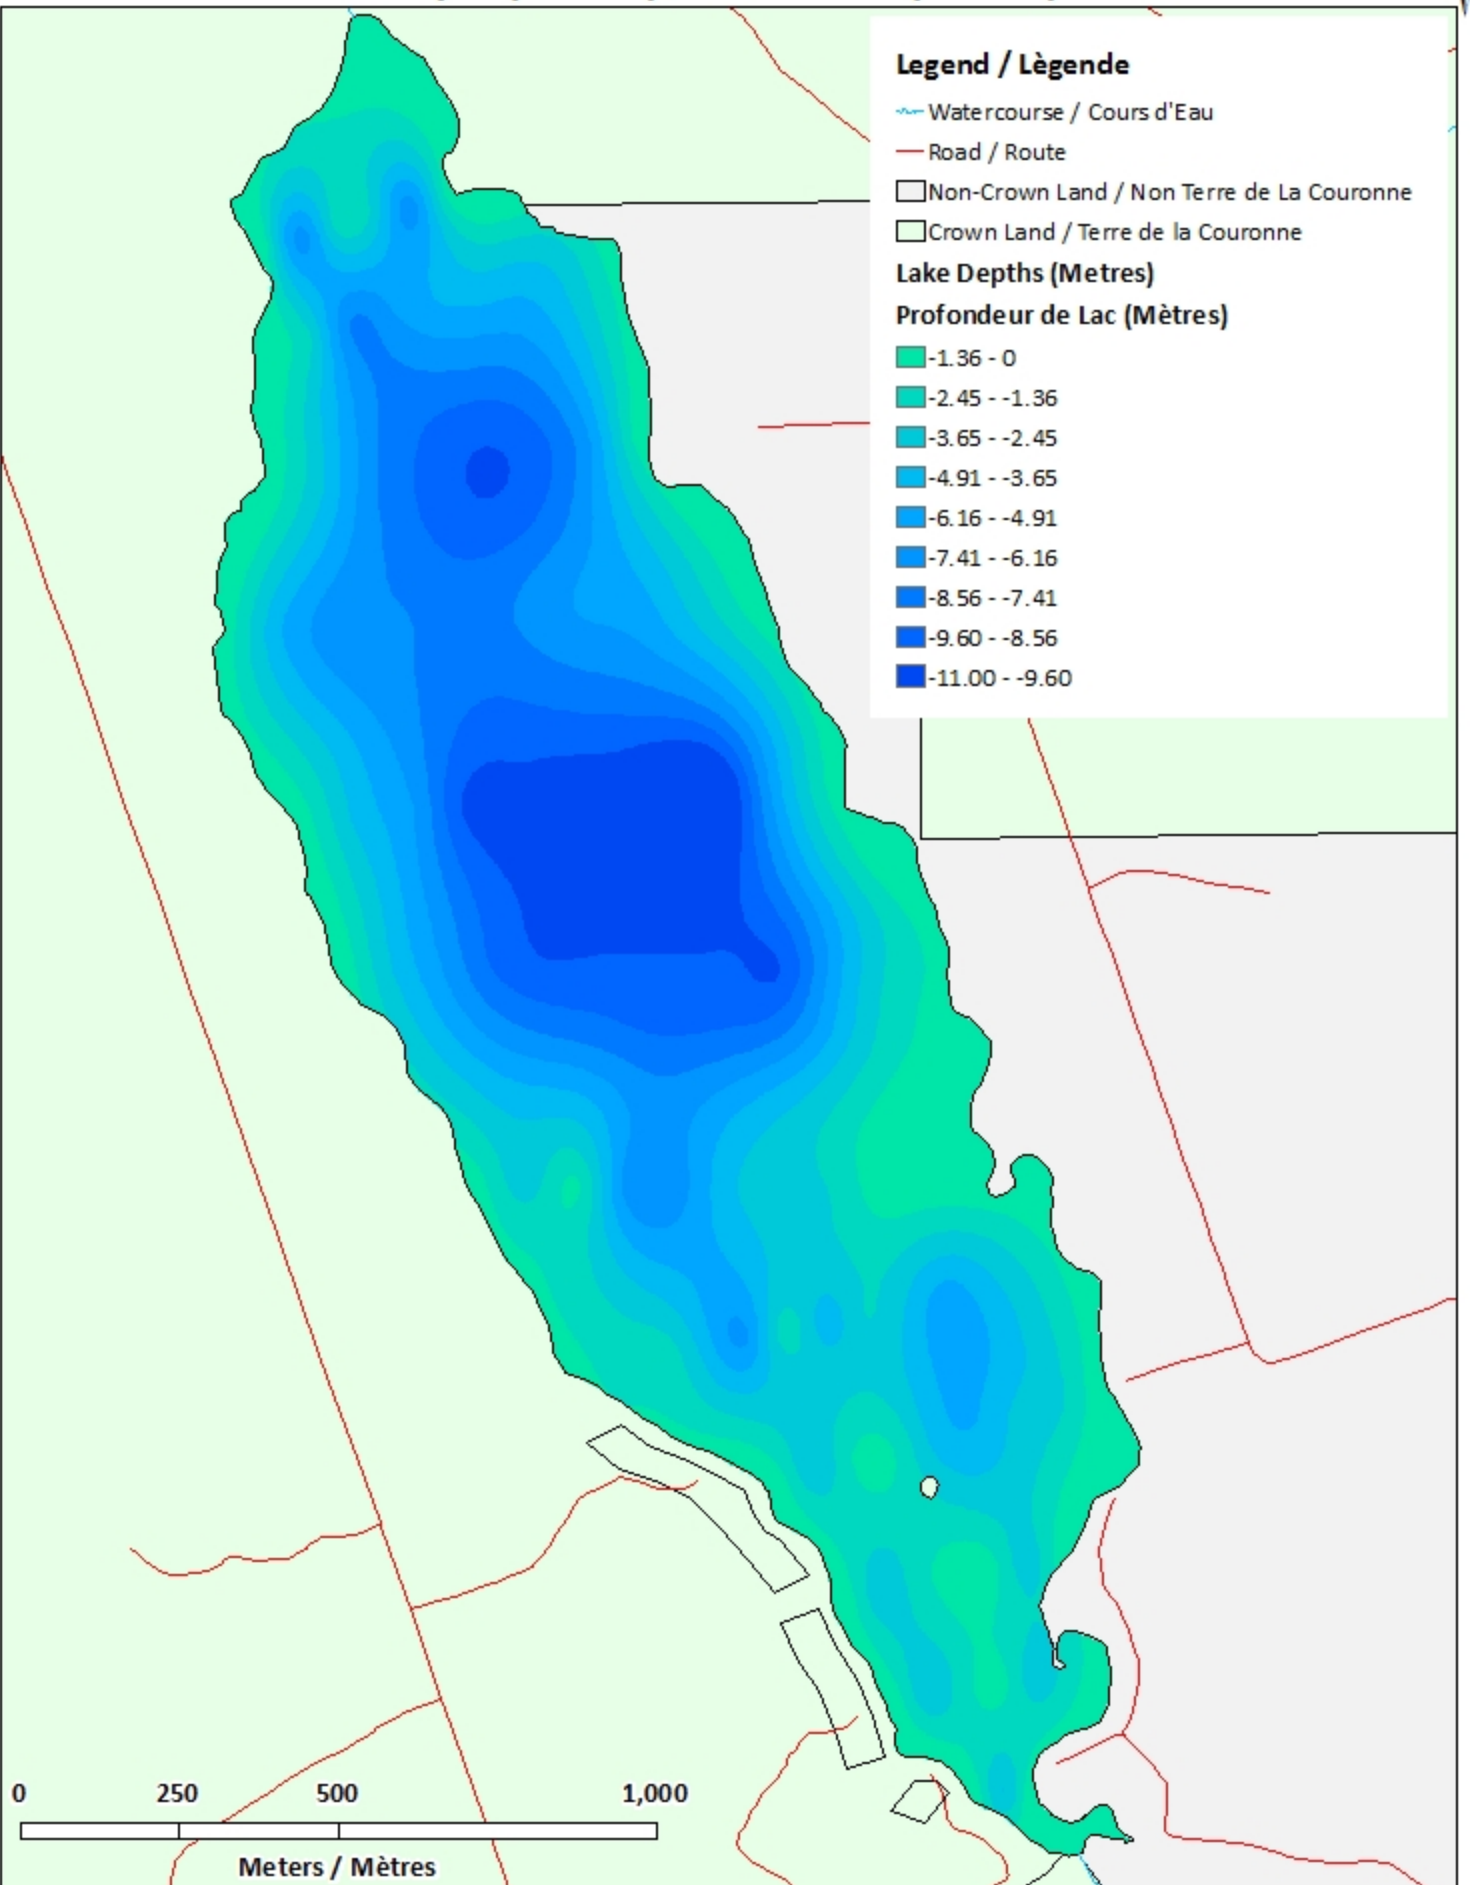 Legend / Lègende
Watercourse / Cours d'Eau
Road / Route
Non-Crown Land / Non Terre de La Couronne
Crown Land / Terre de la Couronne
Lake Depths (Metres)
Profondeur de Lac (Mètres)
-1.36 - 0
-2.45 - -1.36
-3.65 - -2.45
-4.91 - -3.65
-6.16 - -4.91
-7.41 - -6.16
-8.56 - -7.41
-9.60 - -8.56
-11.00 - -9.60
0 250 500 1,000
Meters / Mètres